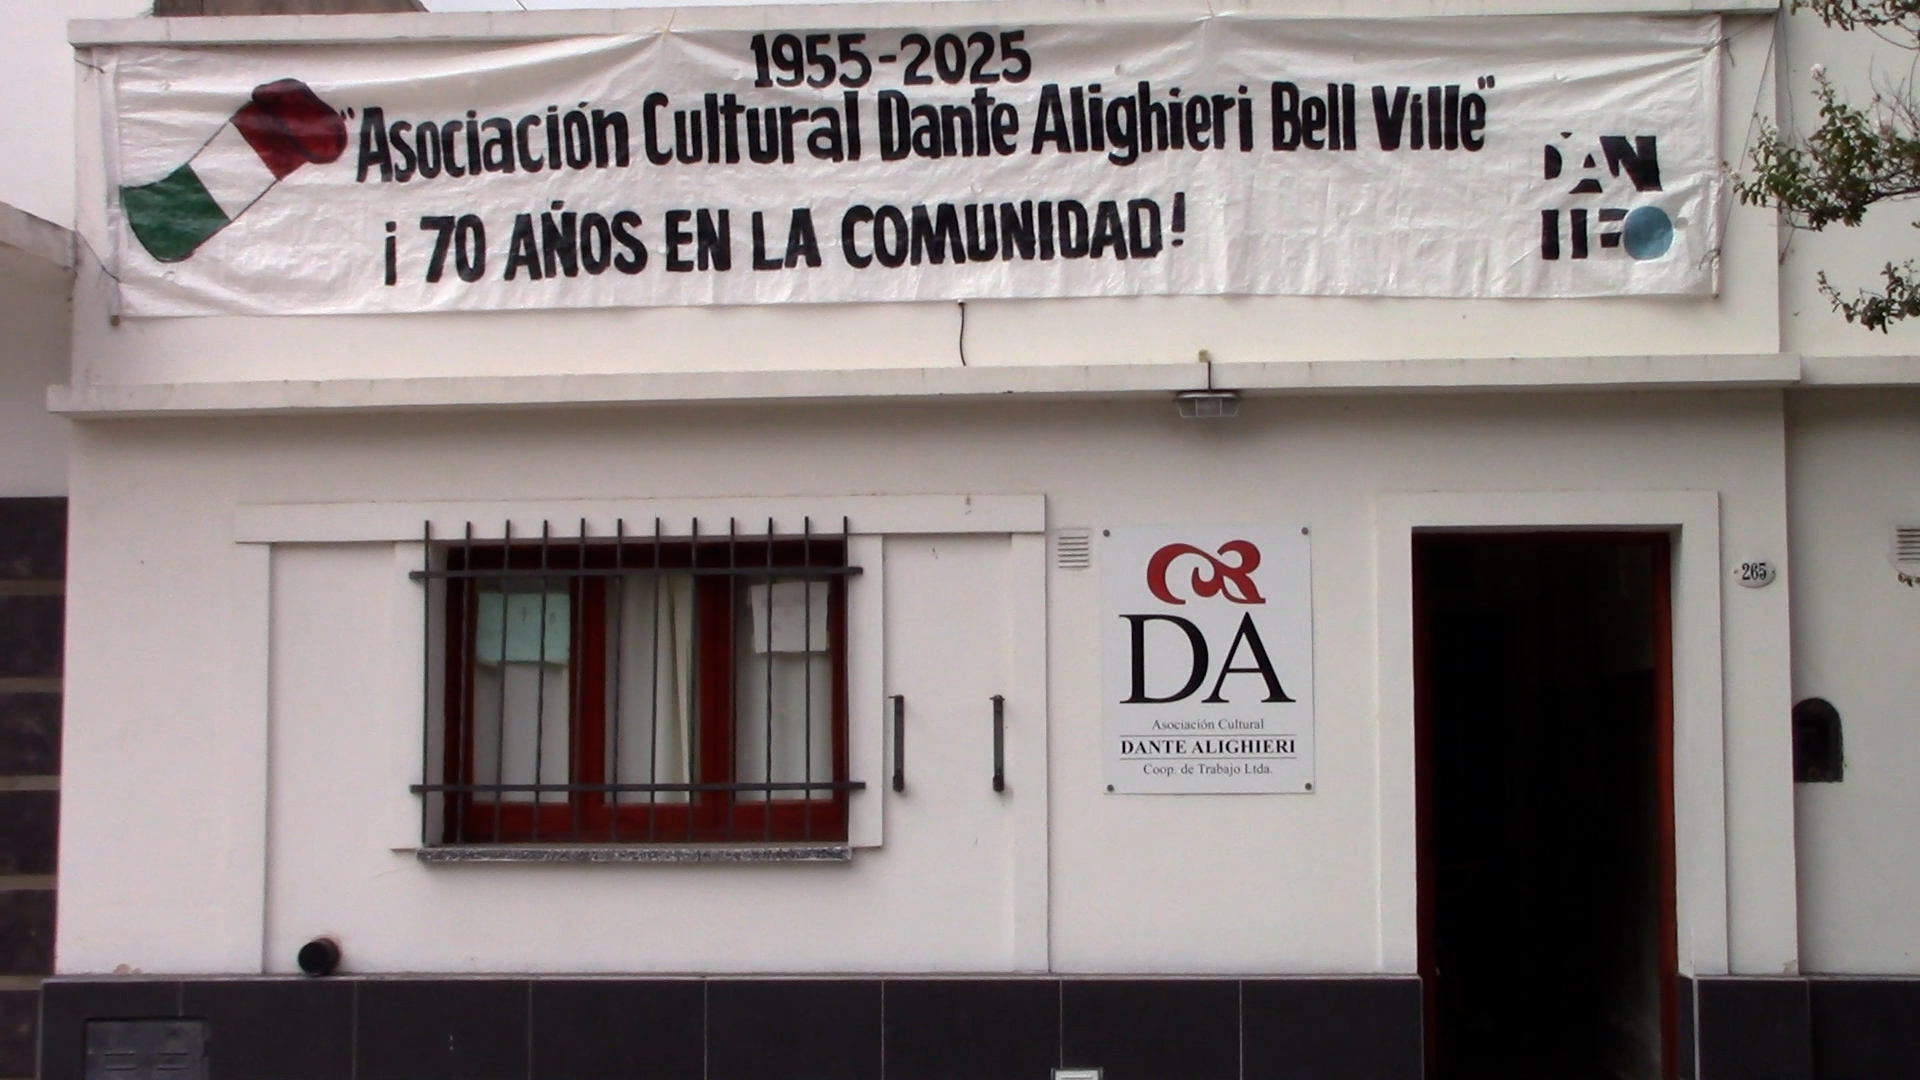 1955-2025
"Asociación Cultural Dante Alighieri Bell Ville"
¡70 AÑOS EN LA COMUNIDAD!
DAN
DA
Asociación Cultural
DANTE ALIGHIERI
Coop. de Trabajo Ltda.
265